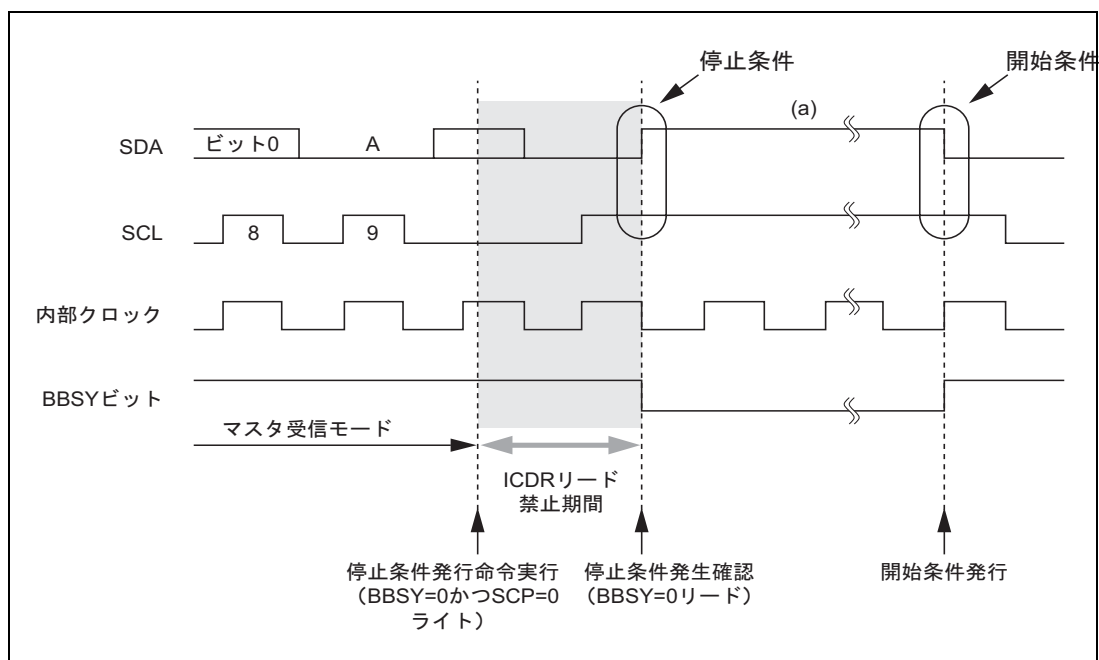 停止条件
開始条件
(a)
SDA
ビット0
A
SCL
8
9
内部クロック
BBSYビット
マスタ受信モード
ICDRリード
禁止期間
停止条件発行命令実行
（BBSY=0かつSCP=0
ライト）
停止条件発生確認
（BBSY=0リード）
開始条件発行